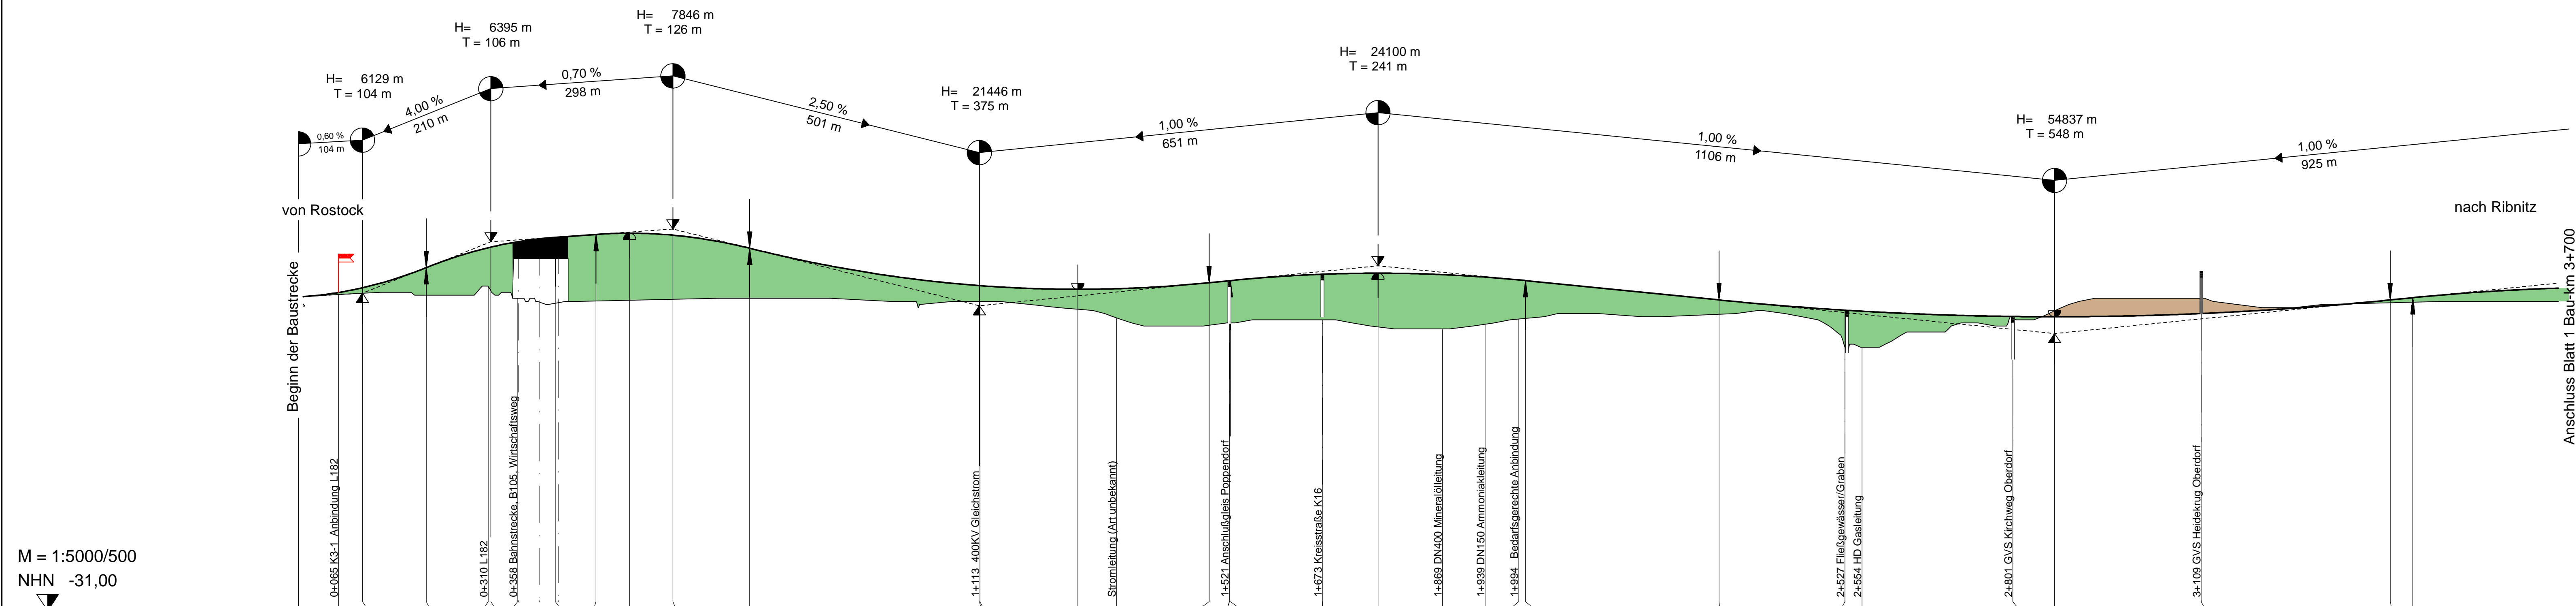 H= 6129 m
T = 104 m
H= 6395 m
T = 106 m
H= 7846 m
T = 126 m
H= 21446 m
T = 375 m
H= 24100 m
T = 241 m
H= 54837 m
T = 548 m
0,60 %
104 m
4,00 %
210 m
0,70 %
298 m
2,50 %
501 m
1,00 %
651 m
1,00 %
1106 m
1,00 %
925 m
von Rostock
nach Ribnitz
Beginn der Baustrecke
0+065 K3-1 Anbindung L182
0+310 L182
0+358 Bahnstrecke, B105, Wirtschaftsweg
1+113 400KV Gleichstrom
Stromleitung (Art unbekannt)
1+521 Anschlußgleis Poppendorf
1+673 Kreisstraße K16
1+869 DN400 Mineralölleitung
1+939 DN150 Ammoniakleitung
1+994 Bedarfsgerechte Anbindung
2+527 Fließgewässer/Graben
2+554 HD Gasleitung
2+801 GVS Kirchweg Oberdorf
3+109 GVS Heidekrug Oberdorf
Anschluss Blatt 1 Bau-km 3+700
M = 1:5000/500
NHN -31,00